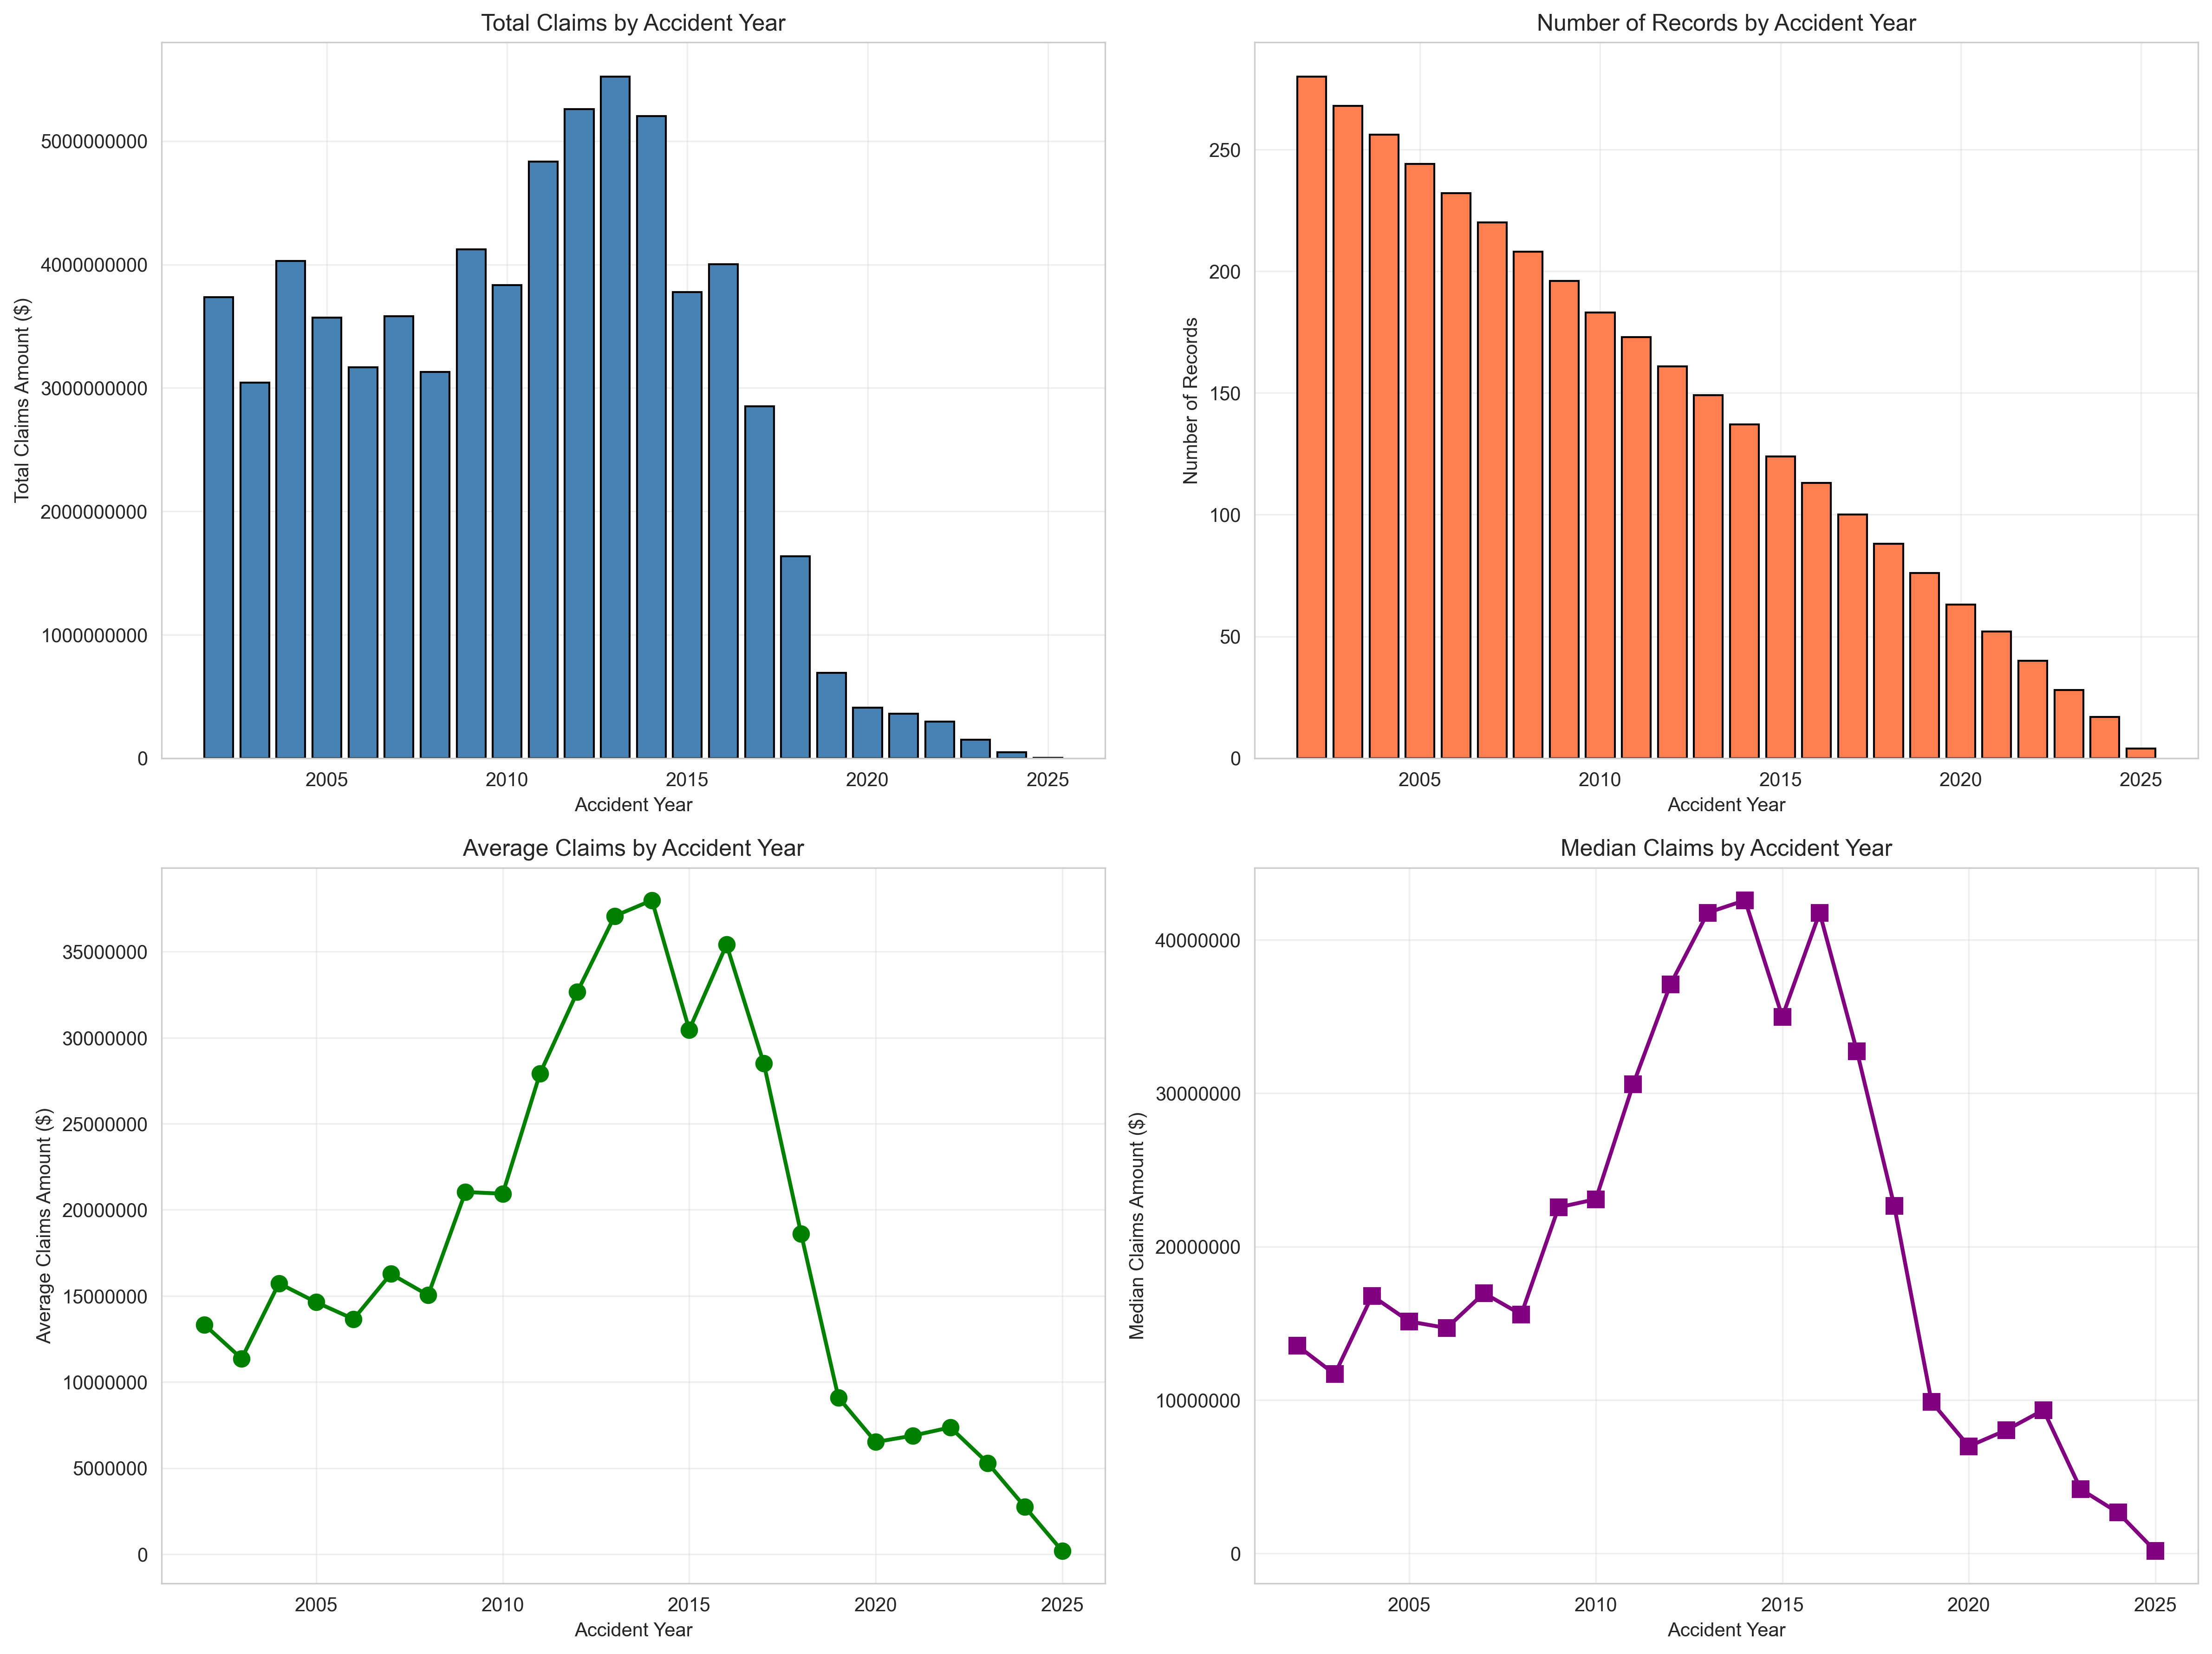 Total Claims by Accident Year
Total Claims Amount ($)
5000000000
4000000000
3000000000
2000000000
1000000000
0
2005 2010 2015 2020 2025
Accident Year
Number of Records by Accident Year
Number of Records
250
200
150
100
50
0
2005 2010 2015 2020 2025
Accident Year
Average Claims by Accident Year
Average Claims Amount ($)
35000000
30000000
25000000
20000000
15000000
10000000
5000000
0
2005 2010 2015 2020 2025
Accident Year
Median Claims by Accident Year
Median Claims Amount ($)
40000000
30000000
20000000
10000000
0
2005 2010 2015 2020 2025
Accident Year